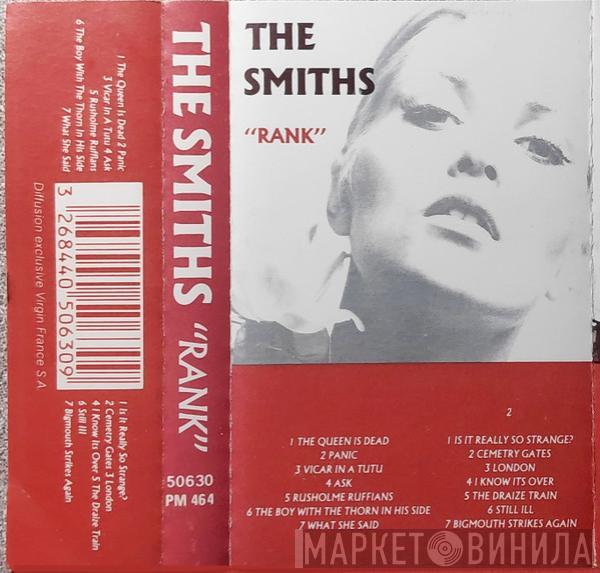 1 The Queen Is Dead 2 Panic
3 Vicar In A Tutu 4 Ask
5 Rusholme Ruffians
6 The Boy With The Thorn In His Side
7 What She Said
3 268440 506309
Diffusion exclusive Virgin France S.A.
1 Is It Really So Strange?
2 Cemetry Gates 3 London
4 I Know Its Over 5 The Draize Train
6 Still Ill
7 Bigmouth Strikes Again
THE SMITHS "RANK"
50630
PM 464
THE
SMITHS
"RANK"
1 THE QUEEN IS DEAD
2 PANIC
3 VICAR IN A TUTU
4 ASK
5 RUSHOLME RUFFIANS
6 THE BOY WITH THE THORN IN HIS SIDE
7 WHAT SHE SAID
2
1 IS IT REALLY SO STRANGE?
2 CEMETRY GATES
3 LONDON
4 I KNOW ITS OVER
5 THE DRAIZE TRAIN
6 STILL ILL
7 BIGMOUTH STRIKES AGAIN
МАРКЕТ ВИНИЛА